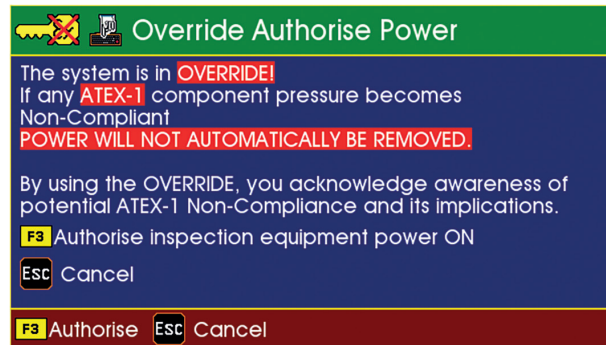 Override Authorise Power
The system is in OVERRIDE!
If any ATEX-1 component pressure becomes
Non-Compliant
POWER WILL NOT AUTOMATICALLY BE REMOVED.
By using the OVERRIDE, you acknowledge awareness of
potential ATEX-1 Non-Compliance and its implications.
F3 Authorise inspection equipment power ON
Esc Cancel
F3 Authorise Esc Cancel